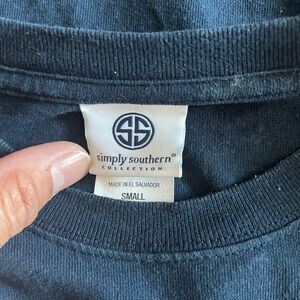 SS
simply southern®
COLLECTION
MADE IN EL SALVADOR
SMALL